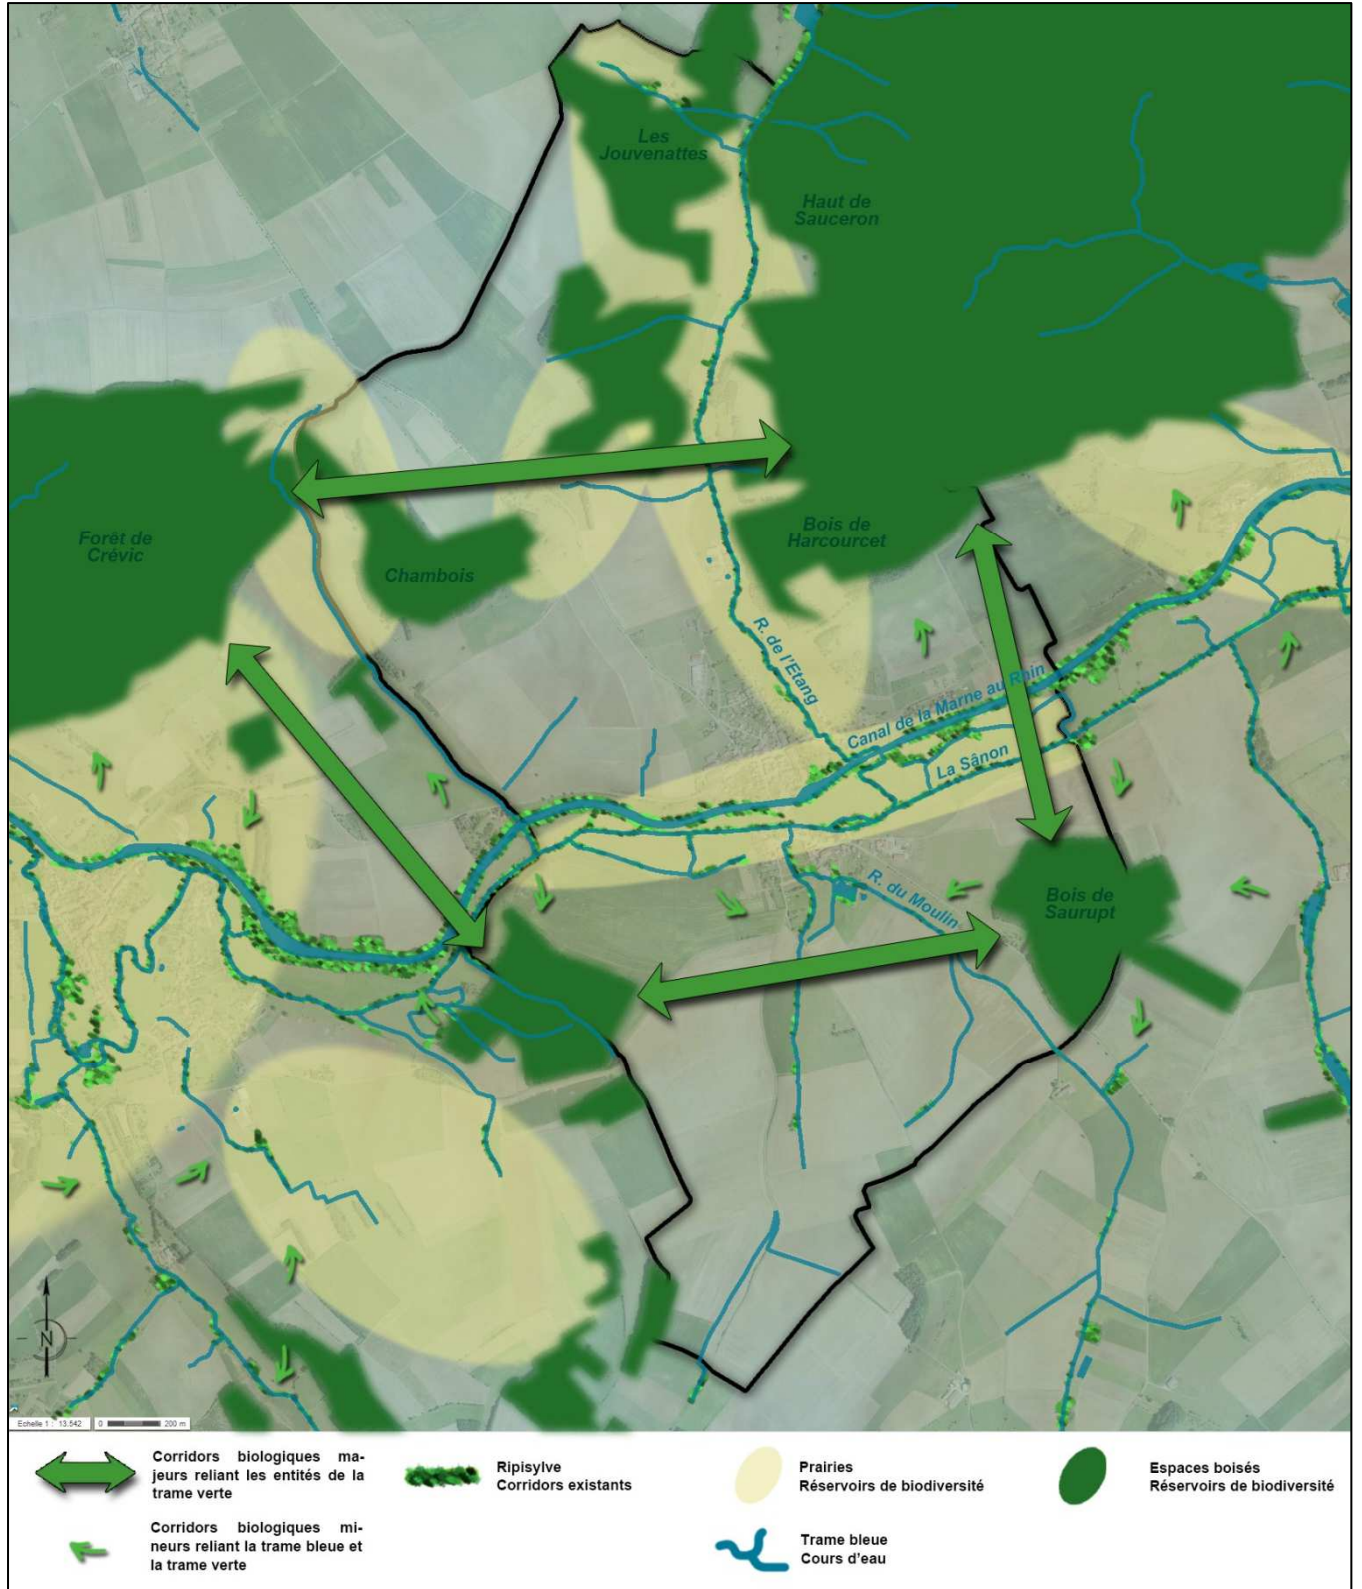 Les
Jouvenattes
Haut de
Sauceron
Forêt de
Crévic
Chambois
Bois de
Harcourcet
R. de l'Etang
Canal de la Marne au Rhin
La Sânon
R. du Moulin
Bois de
Saurupt
N
Echelle 1 : 13.542 0 200 m
Corridors biologiques ma-
jeurs reliant les entités de la
trame verte
Ripisylve
Corridors existants
Prairies
Réservoirs de biodiversité
Espaces boisés
Réservoirs de biodiversité
Corridors biologiques mi-
neurs reliant la trame bleue et
la trame verte
Trame bleue
Cours d'eau